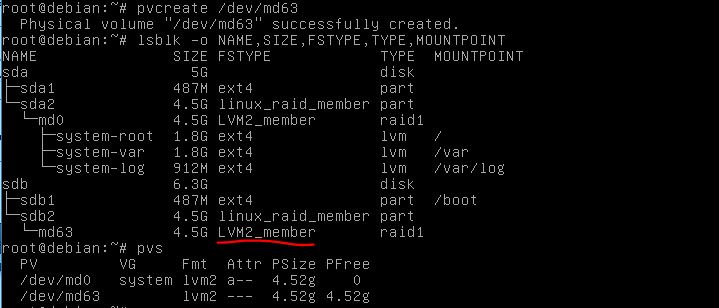 root@debian:~# pvcreate /dev/md63
  Physical volume "/dev/md63" successfully created.
root@debian:~# lsblk -o NAME,SIZE,FSTYPE,TYPE,MOUNTPOINT
NAME                SIZE FSTYPE            TYPE  MOUNTPOINT
sda                   5G                   disk
├─sda1              487M ext4              part
└─sda2              4.5G linux_raid_member part
  └─md0             4.5G LVM2_member       raid1
    ├─system-root   1.8G ext4              lvm   /
    ├─system-var    1.8G ext4              lvm   /var
    └─system-log    912M ext4              lvm   /var/log
sdb                 6.3G                   disk
├─sdb1              487M ext4              part  /boot
└─sdb2              4.5G linux_raid_member part
  └─md63            4.5G LVM2_member       raid1
root@debian:~# pvs
  PV         VG     Fmt  Attr PSize PFree
  /dev/md0   system lvm2 a--  4.52g    0
  /dev/md63         lvm2 ---  4.52g 4.52g